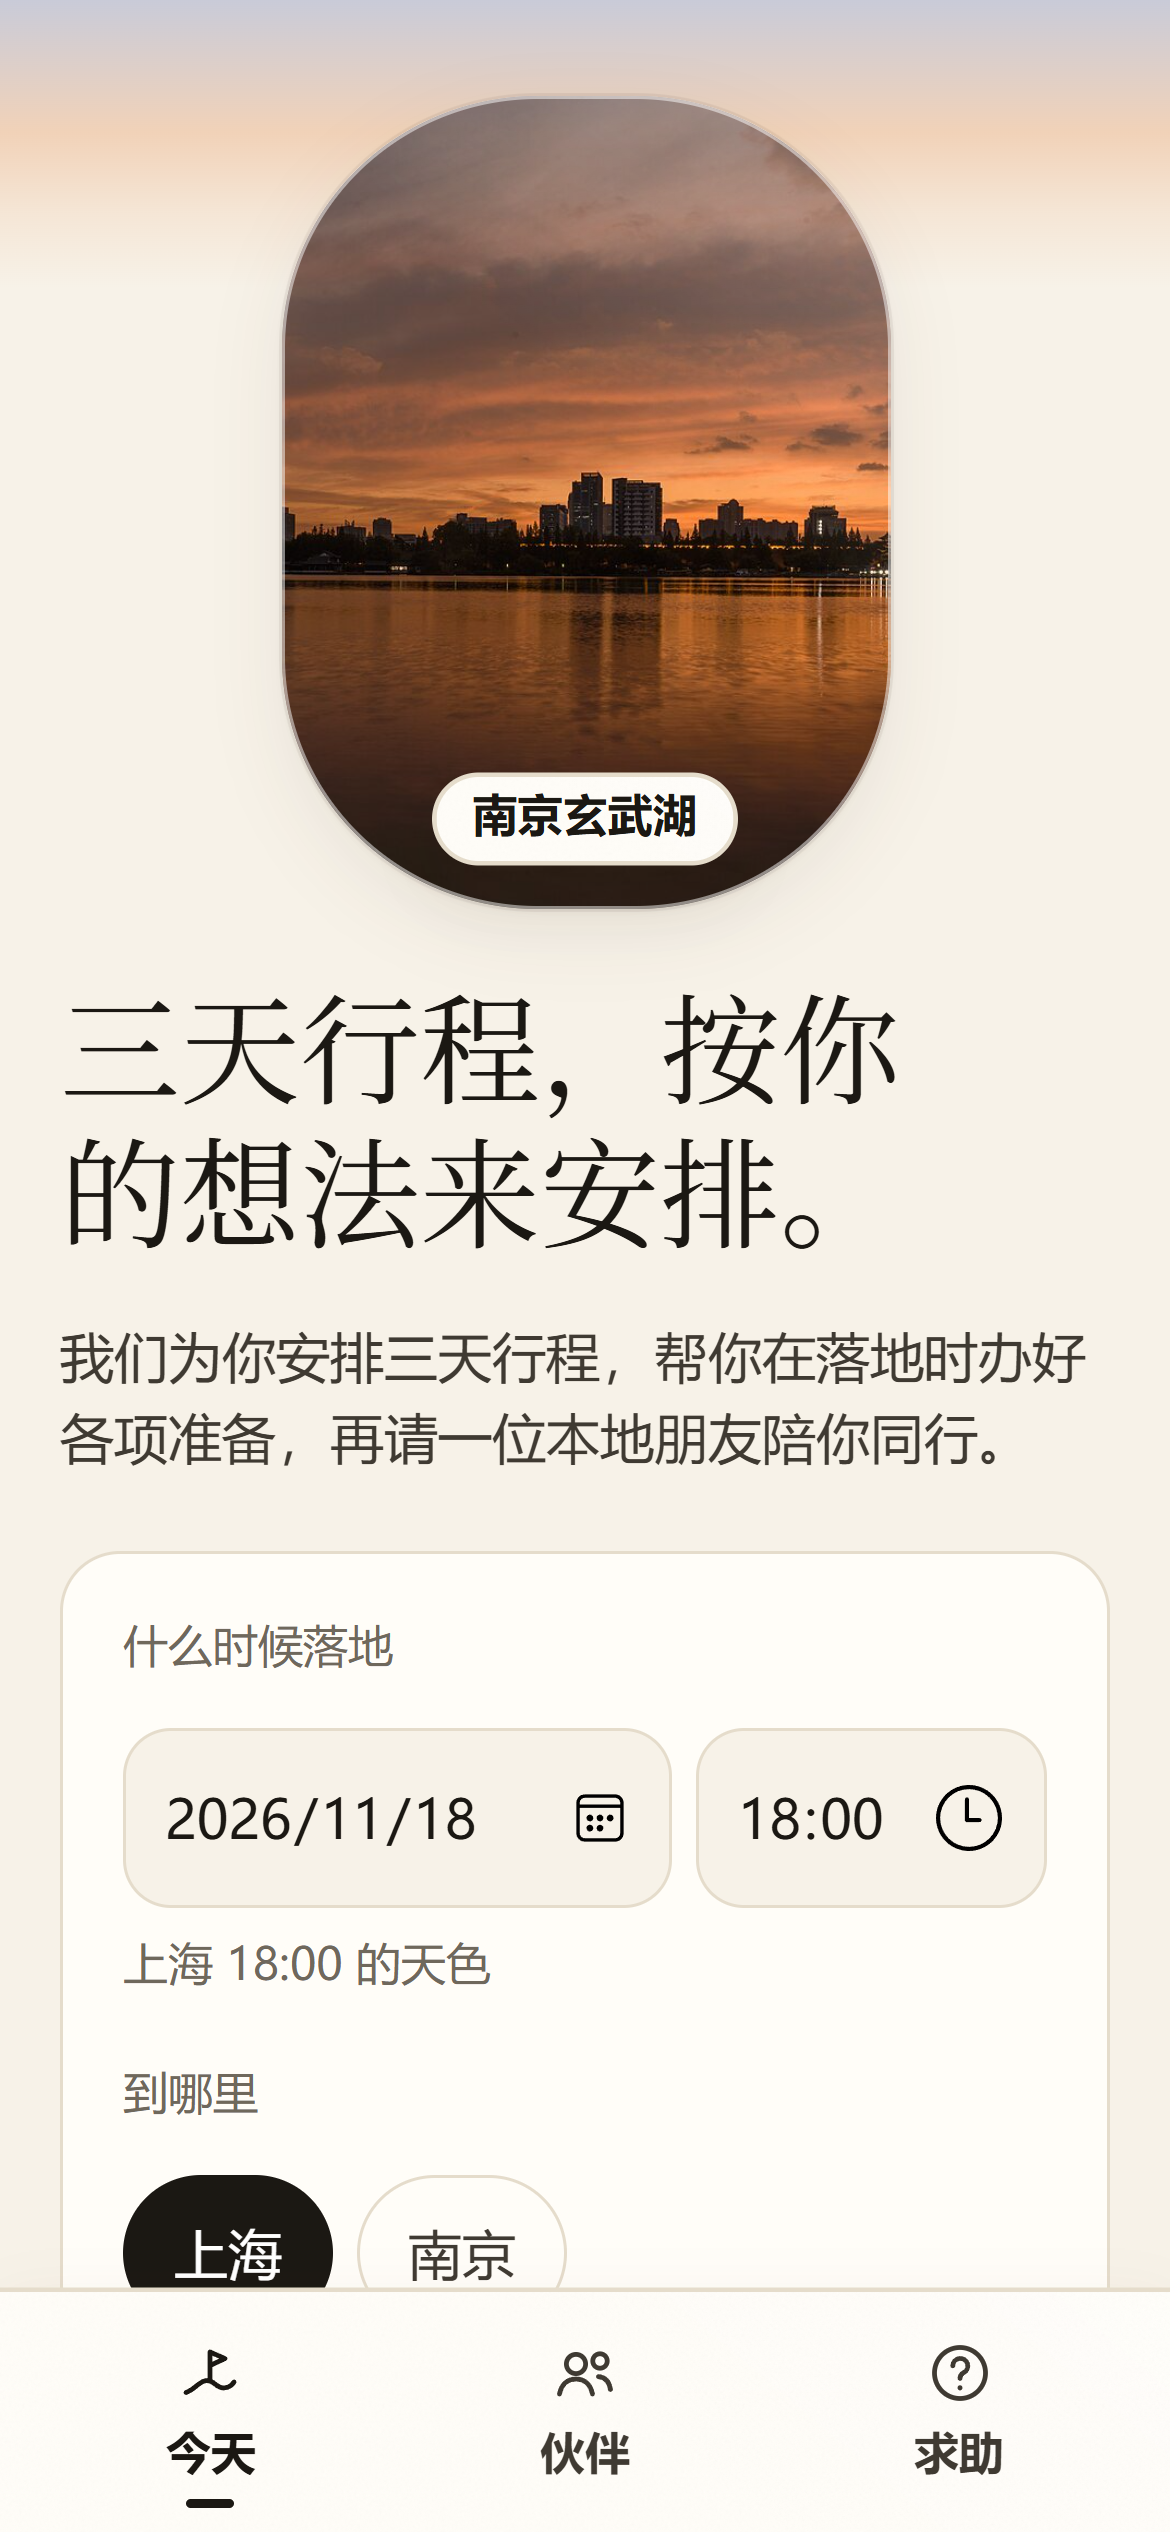 南京玄武湖
三天行程，按你
的想法来安排。
我们为你安排三天行程，帮你在落地时办好
各项准备，再请一位本地朋友陪你同行。
什么时候落地
2026/11/18
18:00
上海 18:00 的天色
到哪里
上海
南京
今天
伙伴
求助